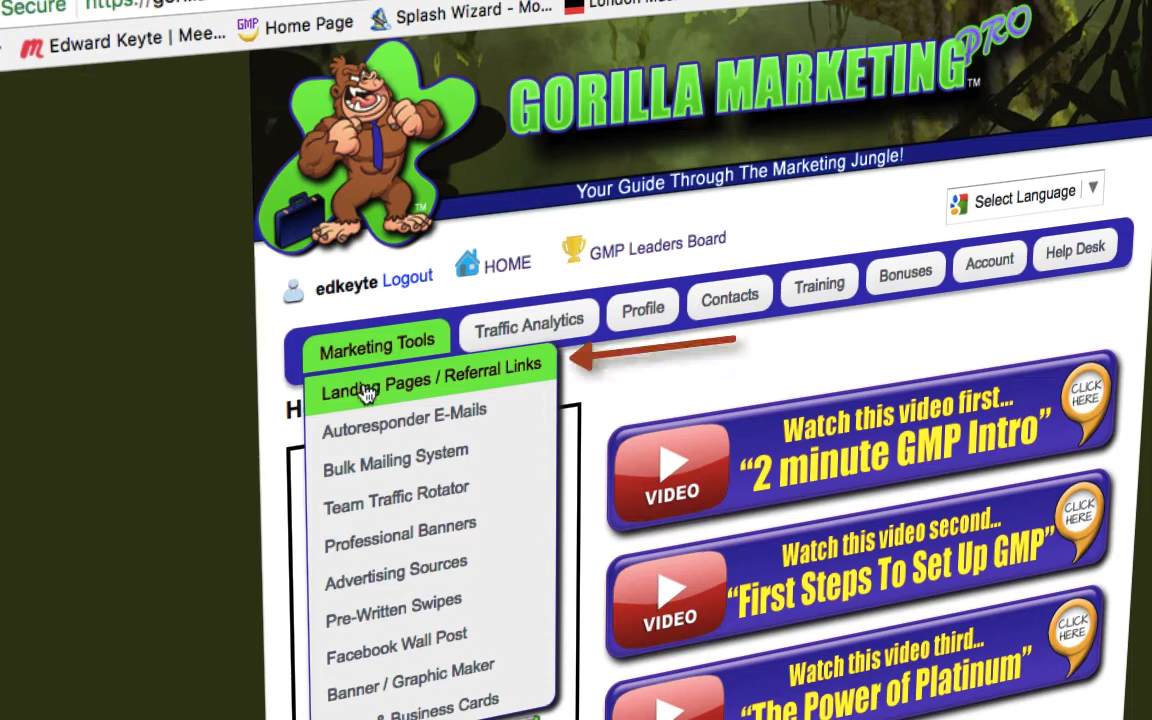 Secure https://gorill
Edward Keyte | Mee...
GMP Home Page
Splash Wizard - Mo...
GORILLA MARKETING PRO™
Your Guide Through The Marketing Jungle!
TM
Select Language
edkeyte Logout
HOME
GMP Leaders Board
Marketing Tools
Traffic Analytics
Profile
Contacts
Training
Bonuses
Account
Help Desk
Landing Pages / Referral Links
Autoresponder E-Mails
Bulk Mailing System
Team Traffic Rotator
Professional Banners
Advertising Sources
Pre-Written Swipes
Facebook Wall Post
Banner / Graphic Maker
& Business Cards
H
VIDEO
Watch this video first...
"2 minute GMP Intro"
CLICK HERE
VIDEO
Watch this video second...
"First Steps To Set Up GMP"
CLICK HERE
Watch this video third...
"The Power of Platinum"
CLICK HERE